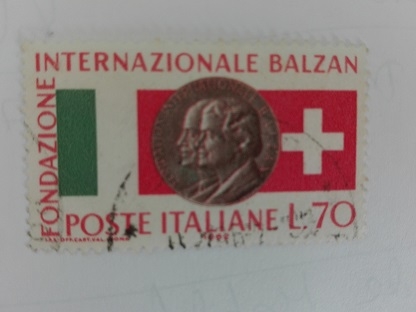 INTERNAZIONALE BALZAN
FONDAZIONE
POSTE ITALIANE L.70